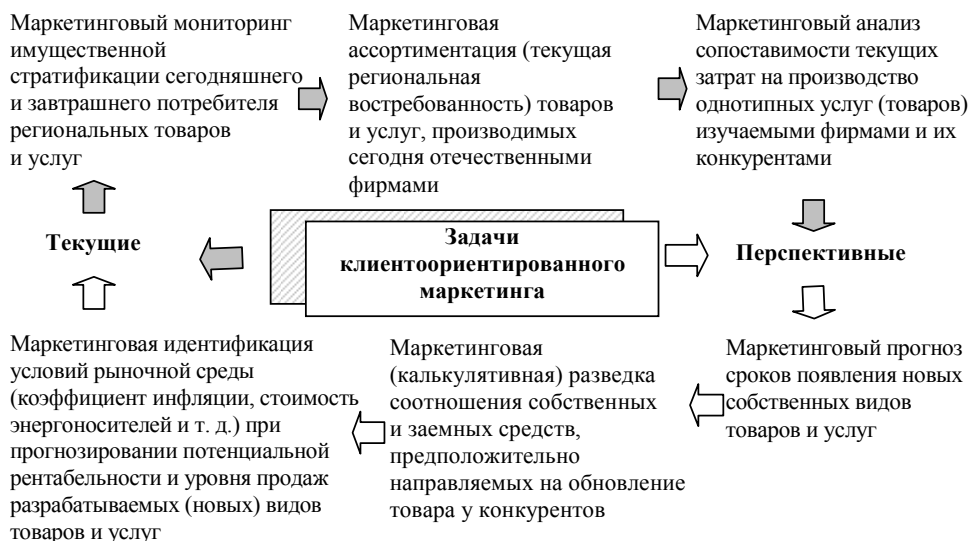 Маркетинговый мониторинг
имущественной
стратификации сегодняшнего
и завтрашнего потребителя
региональных товаров
и услуг
Маркетинговая
ассортиментация (текущая
региональная
востребованность) товаров
и услуг, производимых
сегодня отечественными
фирмами
Маркетинговый анализ
сопоставимости текущих
затрат на производство
однотипных услуг (товаров)
изучаемыми фирмами и их
конкурентами
Текущие
Задачи
клиентоориентированного
маркетинга
Перспективные
Маркетинговая идентификация
условий рыночной среды
(коэффициент инфляции, стоимость
энергоносителей и т. д.) при
прогнозировании потенциальной
рентабельности и уровня продаж
разрабатываемых (новых) видов
товаров и услуг
Маркетинговая
(калькулятивная) разведка
соотношения собственных
и заемных средств,
предположительно
направляемых на обновление
товара у конкурентов
Маркетинговый прогноз
сроков появления новых
собственных видов
товаров и услуг